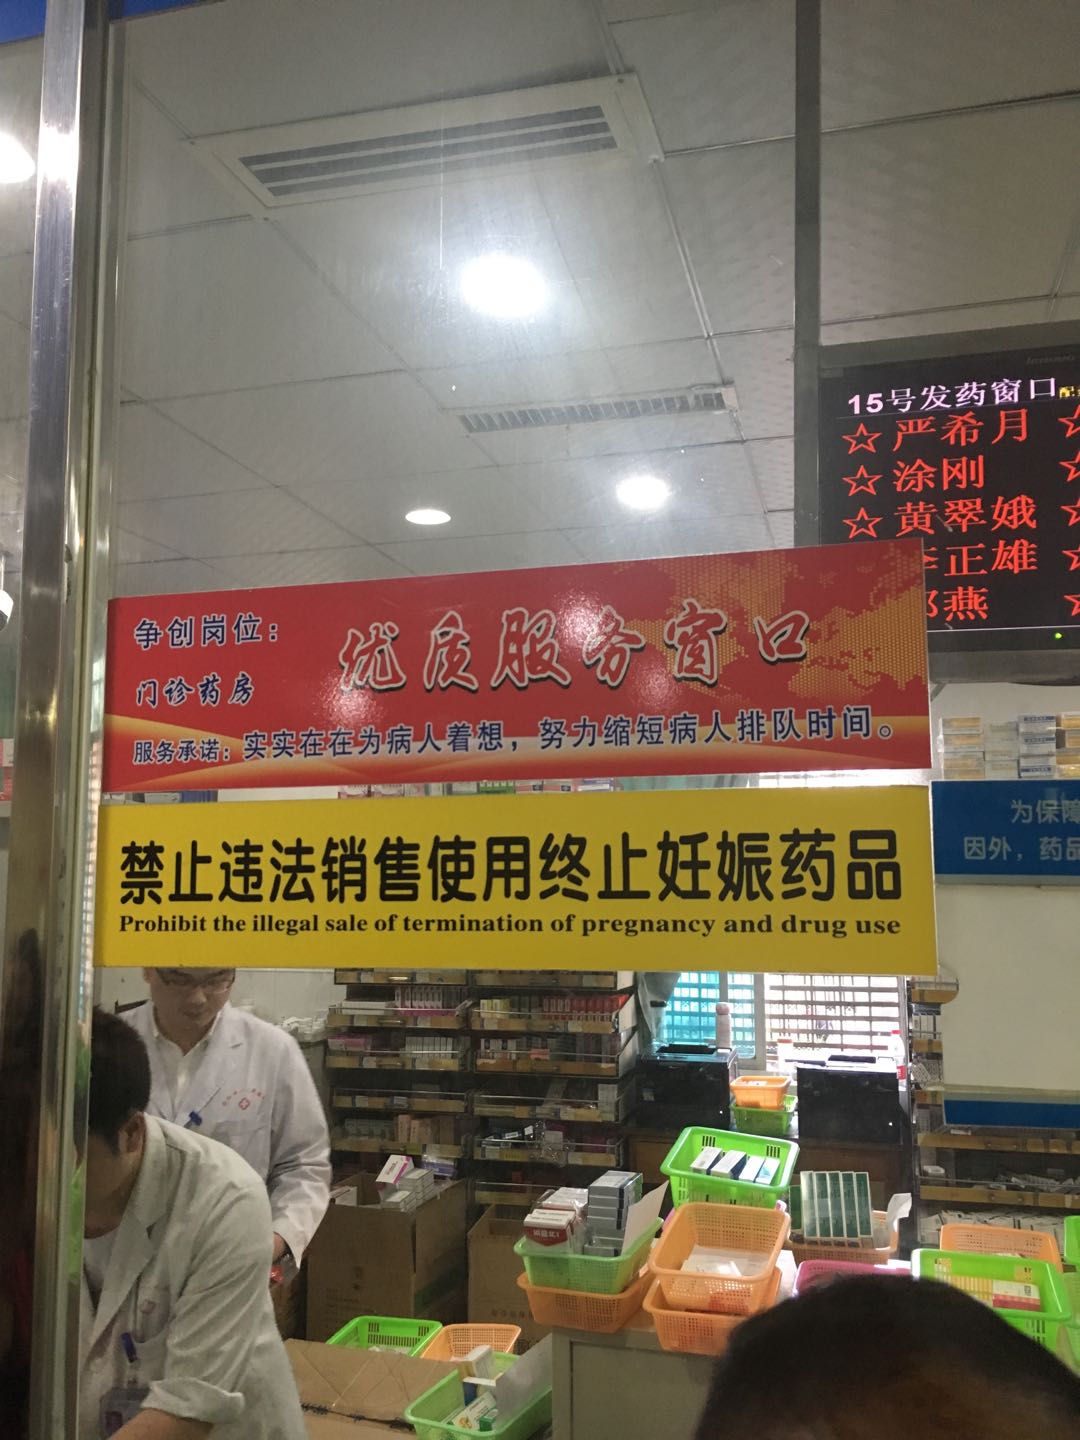 15号发药窗口
☆严希月
☆涂刚
☆黄翠娥
李正雄
燕
争创岗位：
优质服务窗口
门诊药房
服务承诺：实实在在为病人着想，努力缩短病人排队时间。
禁止违法销售使用终止妊娠药品
Prohibit the illegal sale of termination of pregnancy and drug use
为保障
因外，药品